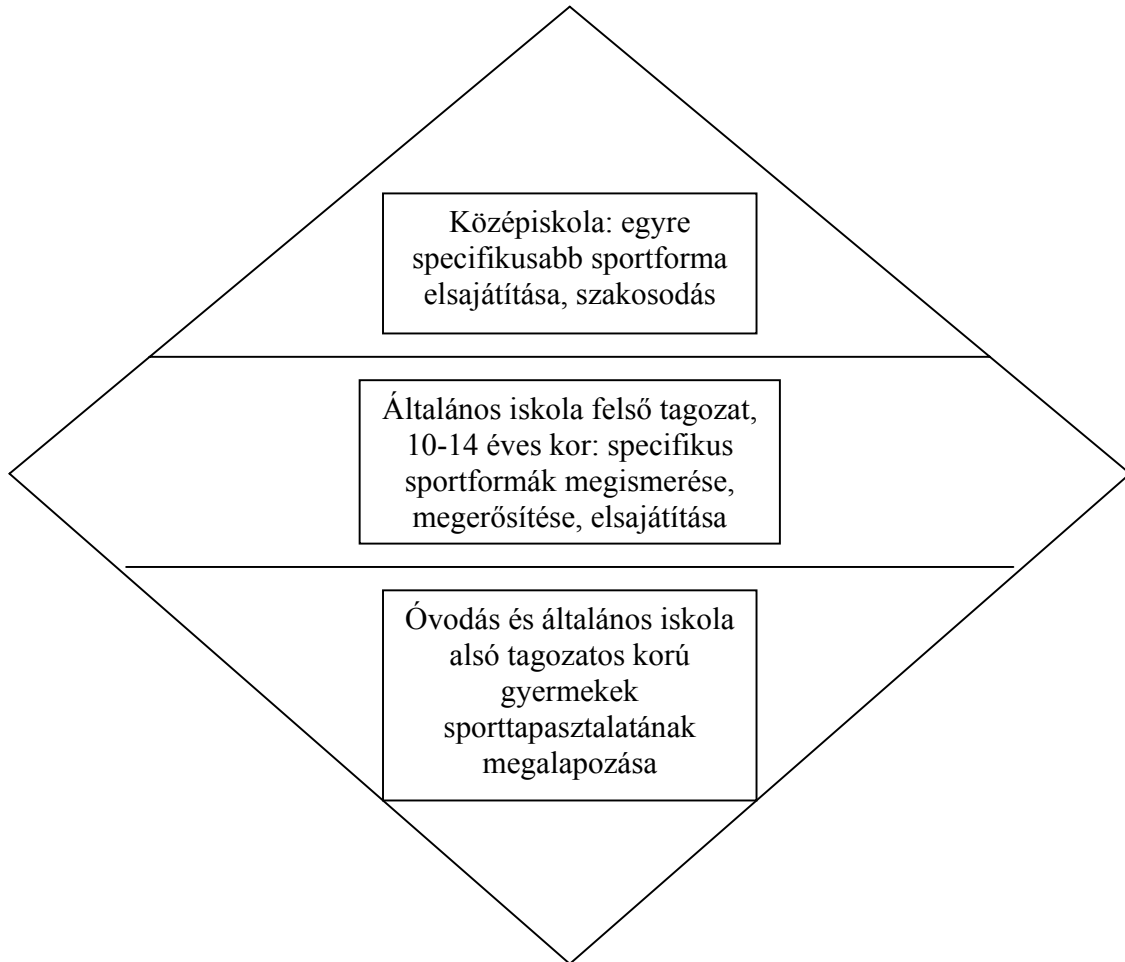 Középiskola: egyre
specifikusabb sportforma
elsajátítása, szakosodás
Általános iskola felső tagozat,
10-14 éves kor: specifikus
sportformák megismerése,
megerősítése, elsajátítása
Óvodás és általános iskola
alsó tagozatos korú
gyermekek
sporttapasztalatának
megalapozása